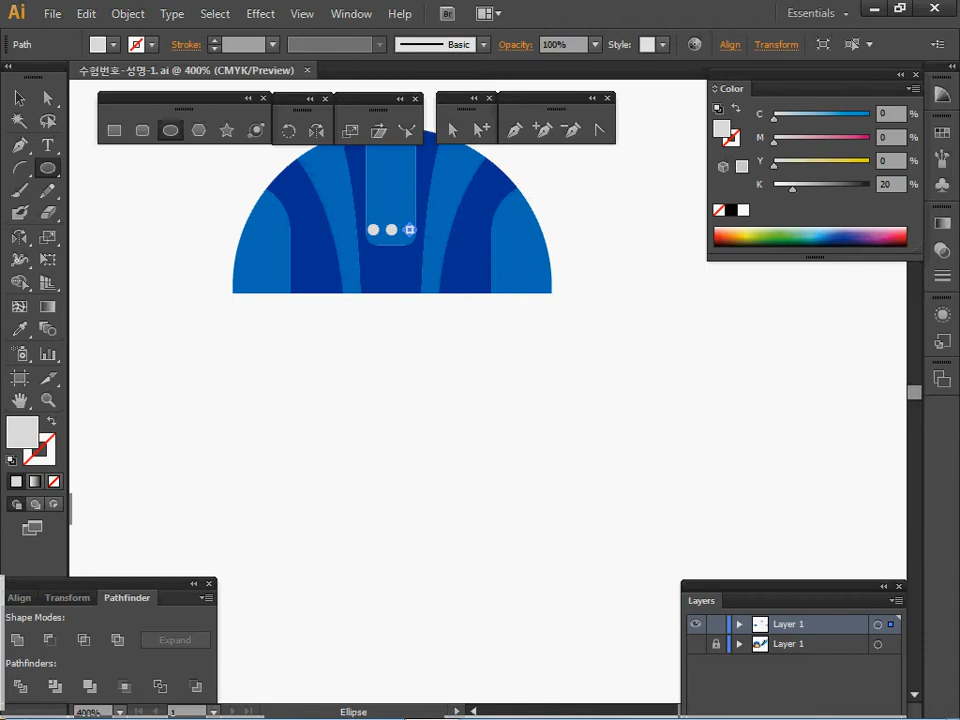 Ai File Edit Object Type Select Effect View Window Help Br Essentials
Path Stroke: Basic Opacity: 100% Style: Align Transform
수험번호-성명-1. ai @ 400% (CMYK/Preview)
Color
C 0 %
M 0 %
Y 0 %
K 20 %
Align Transform Pathfinder
Shape Modes:
Expand
Pathfinders:
Layers
Layer 1
Layer 1
400% 1 Ellipse